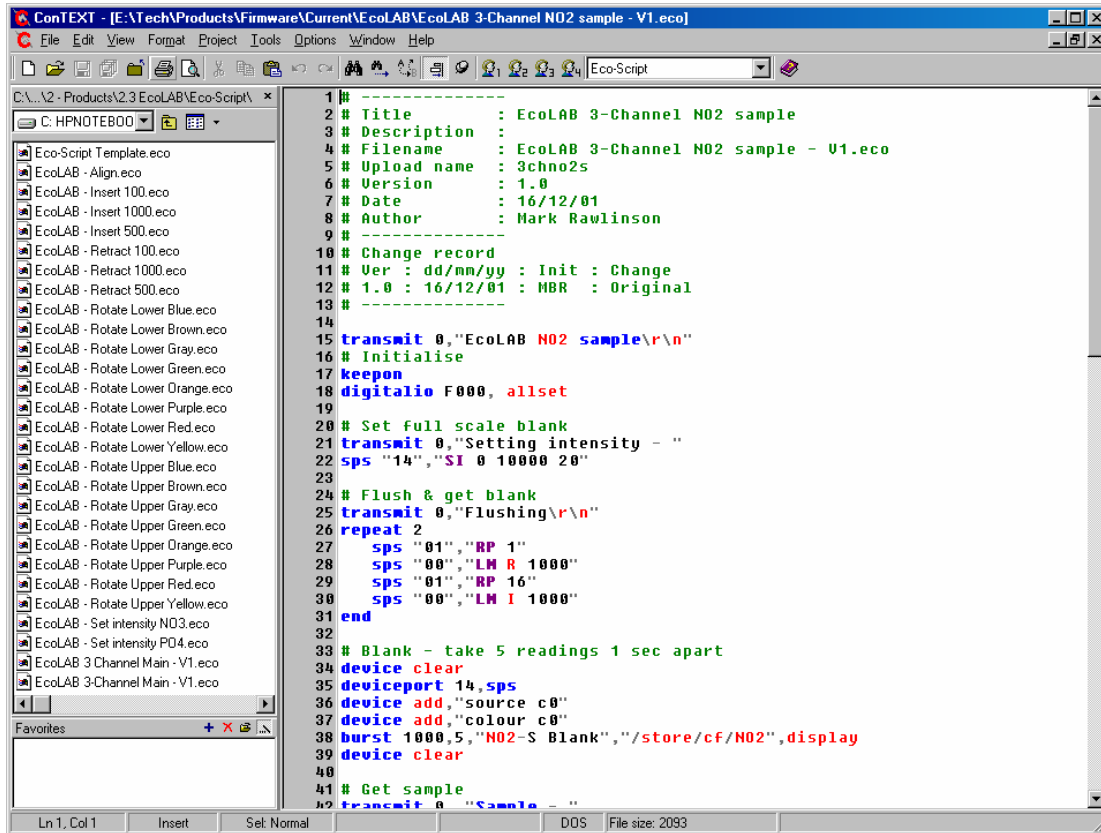 ConTEXT - [E:\Tech\Products\Firmware\Current\EcoLAB\EcoLAB 3-Channel NO2 sample - V1.eco]
File Edit View Format Project Tools Options Window Help
Eco-Script
C:\...\2 - Products\2.3 EcoLAB\Eco-Script\
C: HPNOTEBOO
Eco-Script Template.eco
EcoLAB - Align.eco
EcoLAB - Insert 100.eco
EcoLAB - Insert 1000.eco
EcoLAB - Insert 500.eco
EcoLAB - Retract 100.eco
EcoLAB - Retract 1000.eco
EcoLAB - Retract 500.eco
EcoLAB - Rotate Lower Blue.eco
EcoLAB - Rotate Lower Brown.eco
EcoLAB - Rotate Lower Gray.eco
EcoLAB - Rotate Lower Green.eco
EcoLAB - Rotate Lower Orange.eco
EcoLAB - Rotate Lower Purple.eco
EcoLAB - Rotate Lower Red.eco
EcoLAB - Rotate Lower Yellow.eco
EcoLAB - Rotate Upper Blue.eco
EcoLAB - Rotate Upper Brown.eco
EcoLAB - Rotate Upper Gray.eco
EcoLAB - Rotate Upper Green.eco
EcoLAB - Rotate Upper Orange.eco
EcoLAB - Rotate Upper Purple.eco
EcoLAB - Rotate Upper Red.eco
EcoLAB - Rotate Upper Yellow.eco
EcoLAB - Set intensity NO3.eco
EcoLAB - Set intensity PO4.eco
EcoLAB 3 Channel Main - V1.eco
EcoLAB 3-Channel Main - V1.eco
Favorites
1 # --------------
2 # Title : EcoLAB 3-Channel NO2 sample
3 # Description :
4 # Filename : EcoLAB 3-Channel NO2 sample - V1.eco
5 # Upload name : 3chno2s
6 # Version : 1.0
7 # Date : 16/12/01
8 # Author : Mark Rawlinson
9 # --------------
10 # Change record
11 # Ver : dd/mm/yy : Init : Change
12 # 1.0 : 16/12/01 : MBR : Original
13 # --------------
14
15 transmit 0,"EcoLAB NO2 sample\r\n"
16 # Initialise
17 keepon
18 digitalio F000, allset
19
20 # Set full scale blank
21 transmit 0,"Setting intensity - "
22 sps "14","SI 0 10000 20"
23
24 # Flush & get blank
25 transmit 0,"Flushing\r\n"
26 repeat 2
27 sps "01","RP 1"
28 sps "00","LM R 1000"
29 sps "01","RP 16"
30 sps "00","LM I 1000"
31 end
32
33 # Blank - take 5 readings 1 sec apart
34 device clear
35 deviceport 14,sps
36 device add,"source c0"
37 device add,"colour c0"
38 burst 1000,5,"NO2-S Blank","/store/cf/NO2",display
39 device clear
40
41 # Get sample
42 transmit 0 "Sample - "
Ln 1, Col 1 Insert Sel: Normal DOS File size: 2093